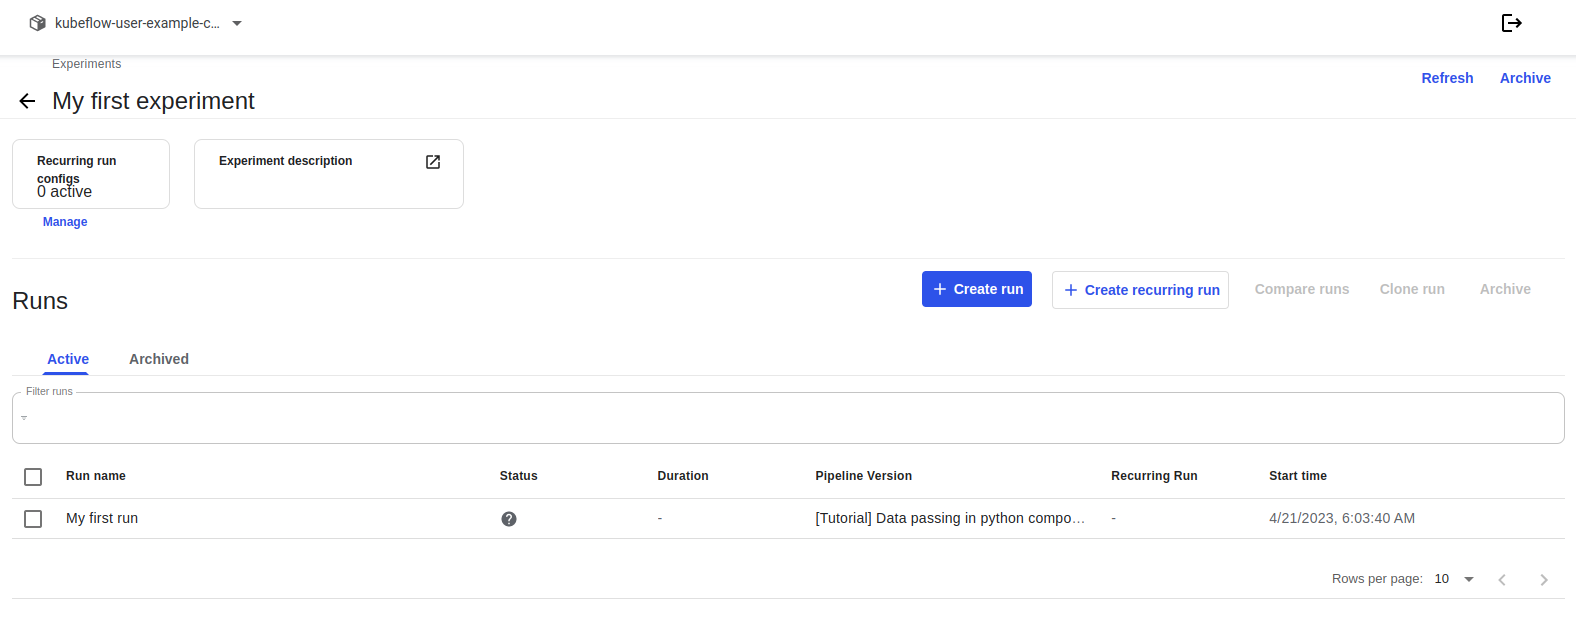 kubeflow-user-example-c...
Experiments
My first experiment
Refresh
Archive
Recurring run
configs
0 active
Manage
Experiment description
Runs
Create run
Create recurring run
Compare runs
Clone run
Archive
Active
Archived
Filter runs
Run name Status Duration Pipeline Version Recurring Run Start time
My first run ? - [Tutorial] Data passing in python compo... - 4/21/2023, 6:03:40 AM
Rows per page: 10